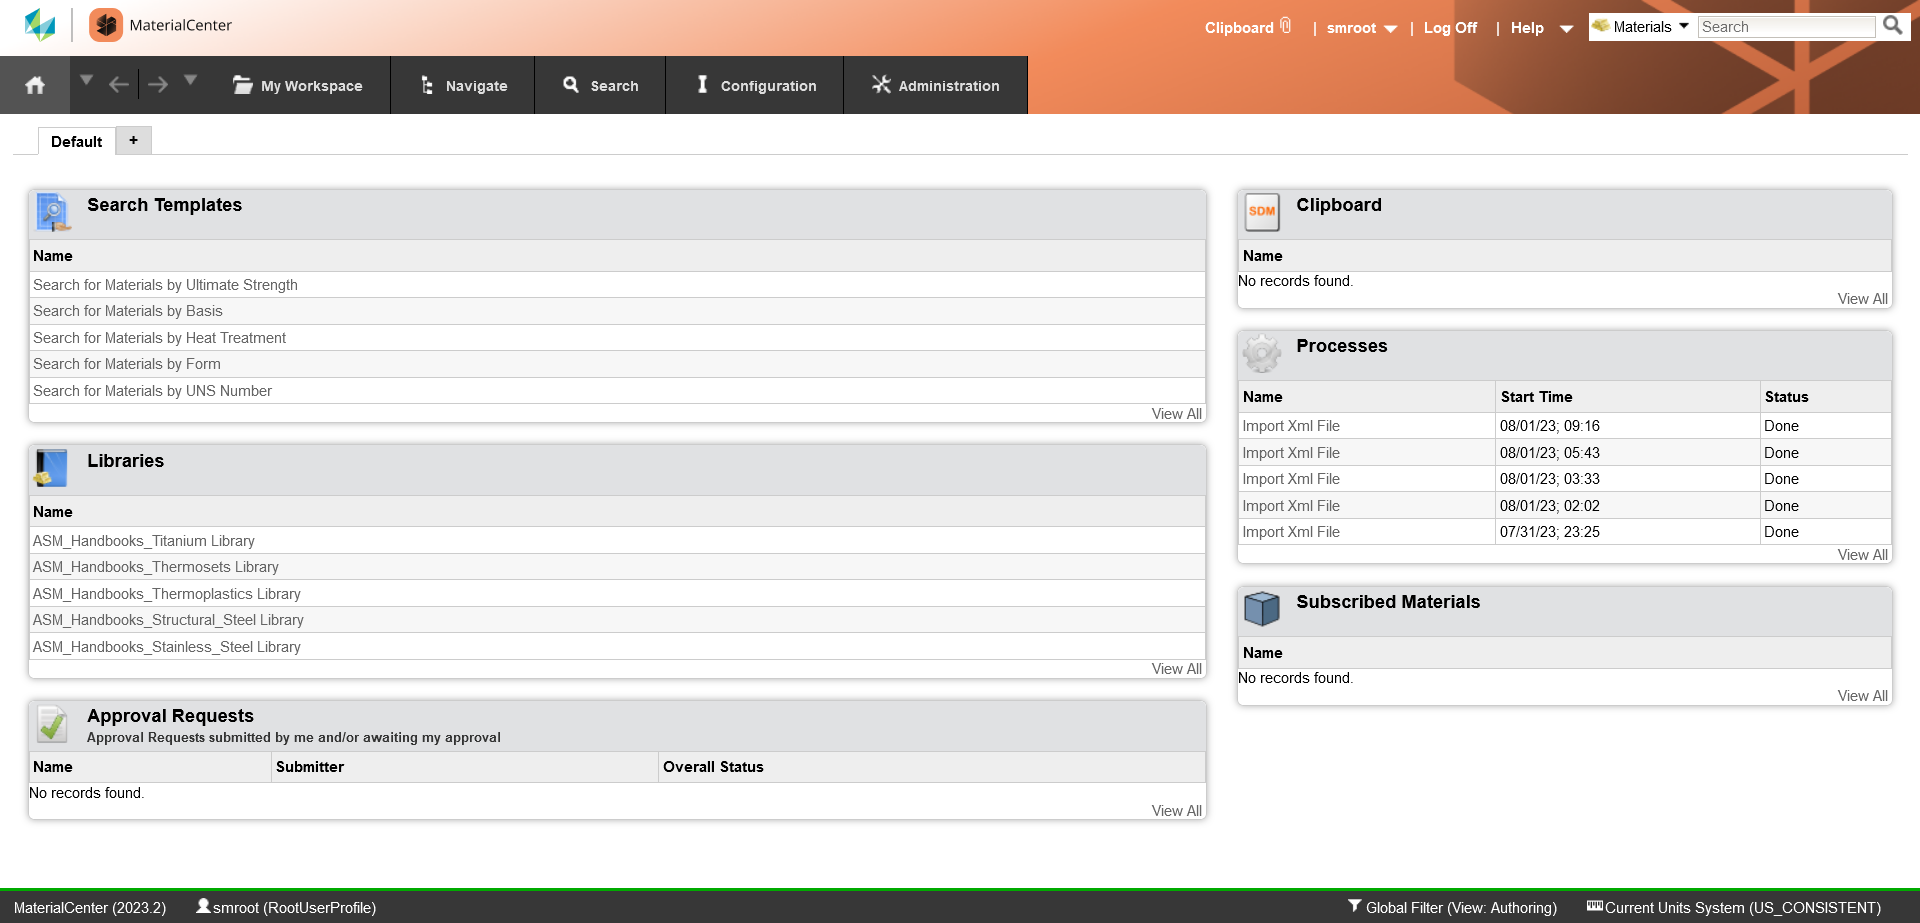 MaterialCenter
Clipboard | smroot | Log Off | Help Materials Search
My Workspace Navigate Search Configuration Administration
Default +
Search Templates
Name
Search for Materials by Ultimate Strength
Search for Materials by Basis
Search for Materials by Heat Treatment
Search for Materials by Form
Search for Materials by UNS Number
View All
Libraries
Name
ASM_Handbooks_Titanium Library
ASM_Handbooks_Thermosets Library
ASM_Handbooks_Thermoplastics Library
ASM_Handbooks_Structural_Steel Library
ASM_Handbooks_Stainless_Steel Library
View All
Approval Requests
Approval Requests submitted by me and/or awaiting my approval
Name Submitter Overall Status
No records found.
View All
SDM Clipboard
Name
No records found.
View All
Processes
Name Start Time Status
Import Xml File 08/01/23; 09:16 Done
Import Xml File 08/01/23; 05:43 Done
Import Xml File 08/01/23; 03:33 Done
Import Xml File 08/01/23; 02:02 Done
Import Xml File 07/31/23; 23:25 Done
View All
Subscribed Materials
Name
No records found.
View All
MaterialCenter (2023.2) smroot (RootUserProfile) Global Filter (View: Authoring) Current Units System (US_CONSISTENT)